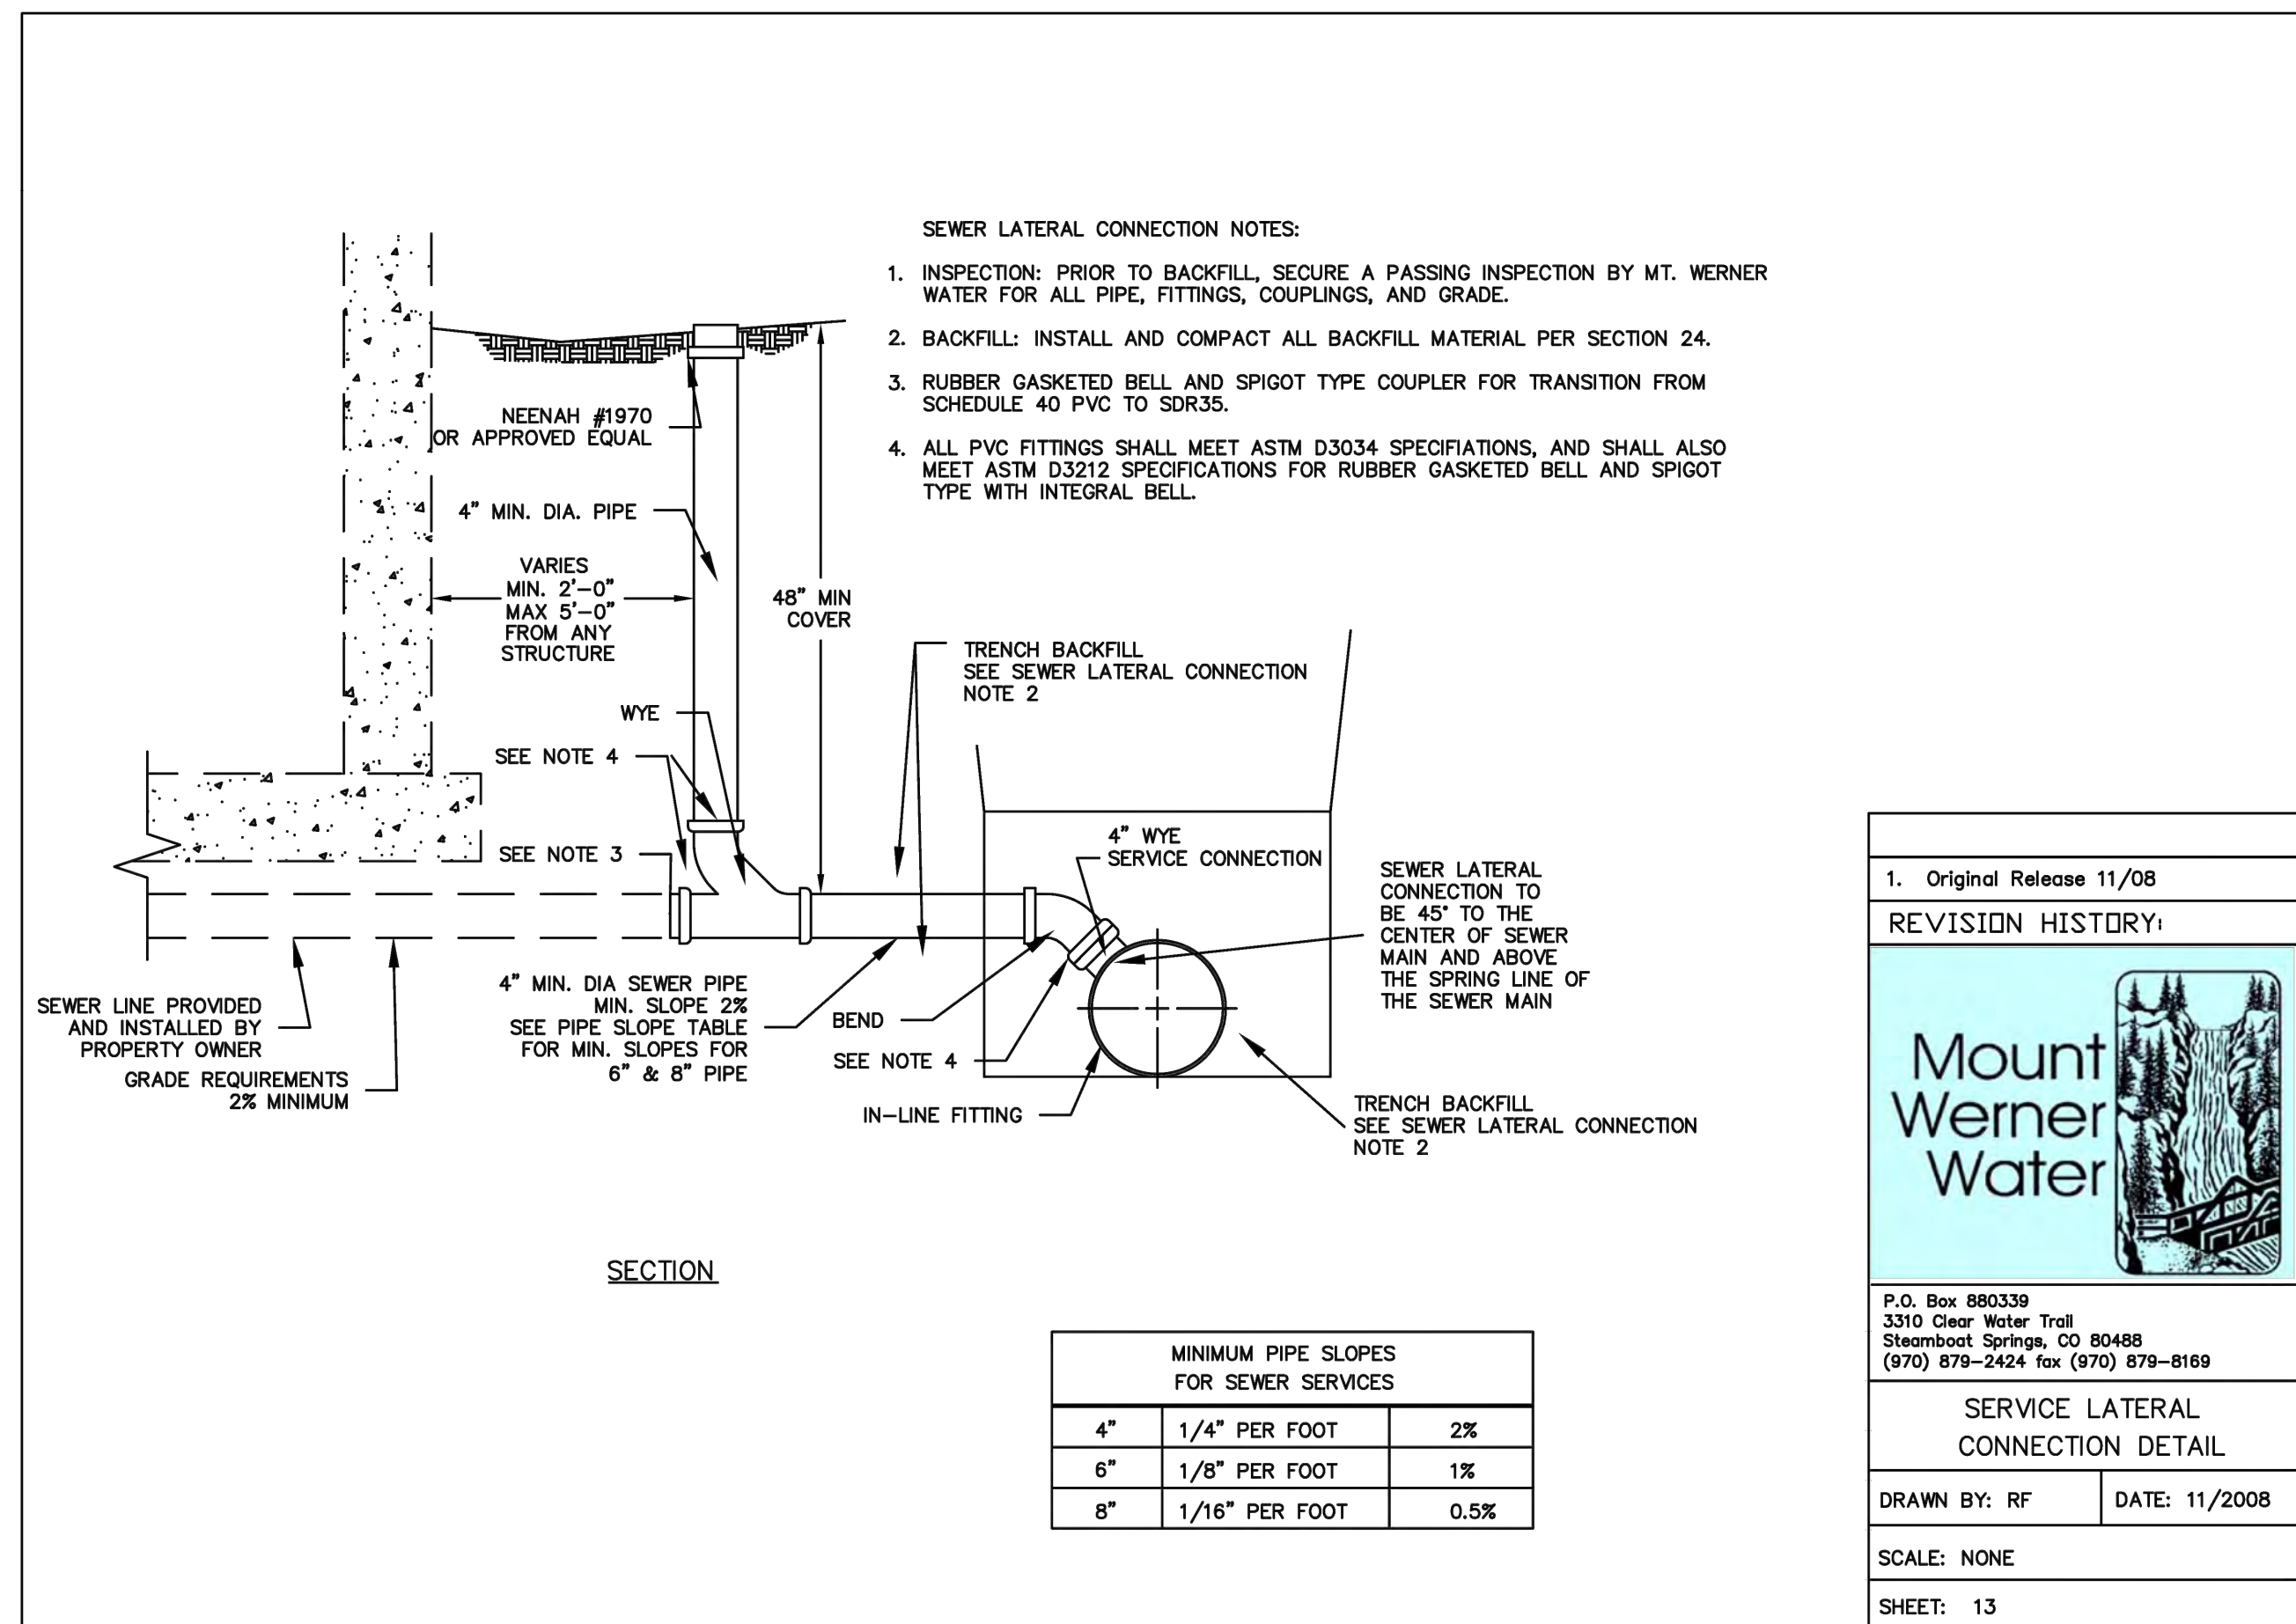 SEWER LATERAL CONNECTION NOTES:
1. INSPECTION: PRIOR TO BACKFILL, SECURE A PASSING INSPECTION BY MT. WERNER
WATER FOR ALL PIPE, FITTINGS, COUPLINGS, AND GRADE.
2. BACKFILL: INSTALL AND COMPACT ALL BACKFILL MATERIAL PER SECTION 24.
3. RUBBER GASKETED BELL AND SPIGOT TYPE COUPLER FOR TRANSITION FROM
SCHEDULE 40 PVC TO SDR35.
4. ALL PVC FITTINGS SHALL MEET ASTM D3034 SPECIFIATIONS, AND SHALL ALSO
MEET ASTM D3212 SPECIFICATIONS FOR RUBBER GASKETED BELL AND SPIGOT
TYPE WITH INTEGRAL BELL.
NEENAH #1970
OR APPROVED EQUAL
4" MIN. DIA. PIPE
VARIES
MIN. 2'-0"
MAX 5'-0"
FROM ANY
STRUCTURE
48" MIN
COVER
TRENCH BACKFILL
SEE SEWER LATERAL CONNECTION
NOTE 2
WYE
SEE NOTE 4
SEE NOTE 3
4" WYE
SERVICE CONNECTION
SEWER LATERAL
CONNECTION TO
BE 45° TO THE
CENTER OF SEWER
MAIN AND ABOVE
THE SPRING LINE OF
THE SEWER MAIN
SEWER LINE PROVIDED
AND INSTALLED BY
PROPERTY OWNER
GRADE REQUIREMENTS
2% MINIMUM
4" MIN. DIA SEWER PIPE
MIN. SLOPE 2%
SEE PIPE SLOPE TABLE
FOR MIN. SLOPES FOR
6" & 8" PIPE
BEND
SEE NOTE 4
IN-LINE FITTING
TRENCH BACKFILL
SEE SEWER LATERAL CONNECTION
NOTE 2
SECTION
MINIMUM PIPE SLOPES
FOR SEWER SERVICES
4" 1/4" PER FOOT 2%
6" 1/8" PER FOOT 1%
8" 1/16" PER FOOT 0.5%
1. Original Release 11/08
REVISION HISTORY:
Mount
Werner
Water
P.O. Box 880339
3310 Clear Water Trail
Steamboat Springs, CO 80488
(970) 879-2424 fax (970) 879-8169
SERVICE LATERAL
CONNECTION DETAIL
DRAWN BY: RF DATE: 11/2008
SCALE: NONE
SHEET: 13